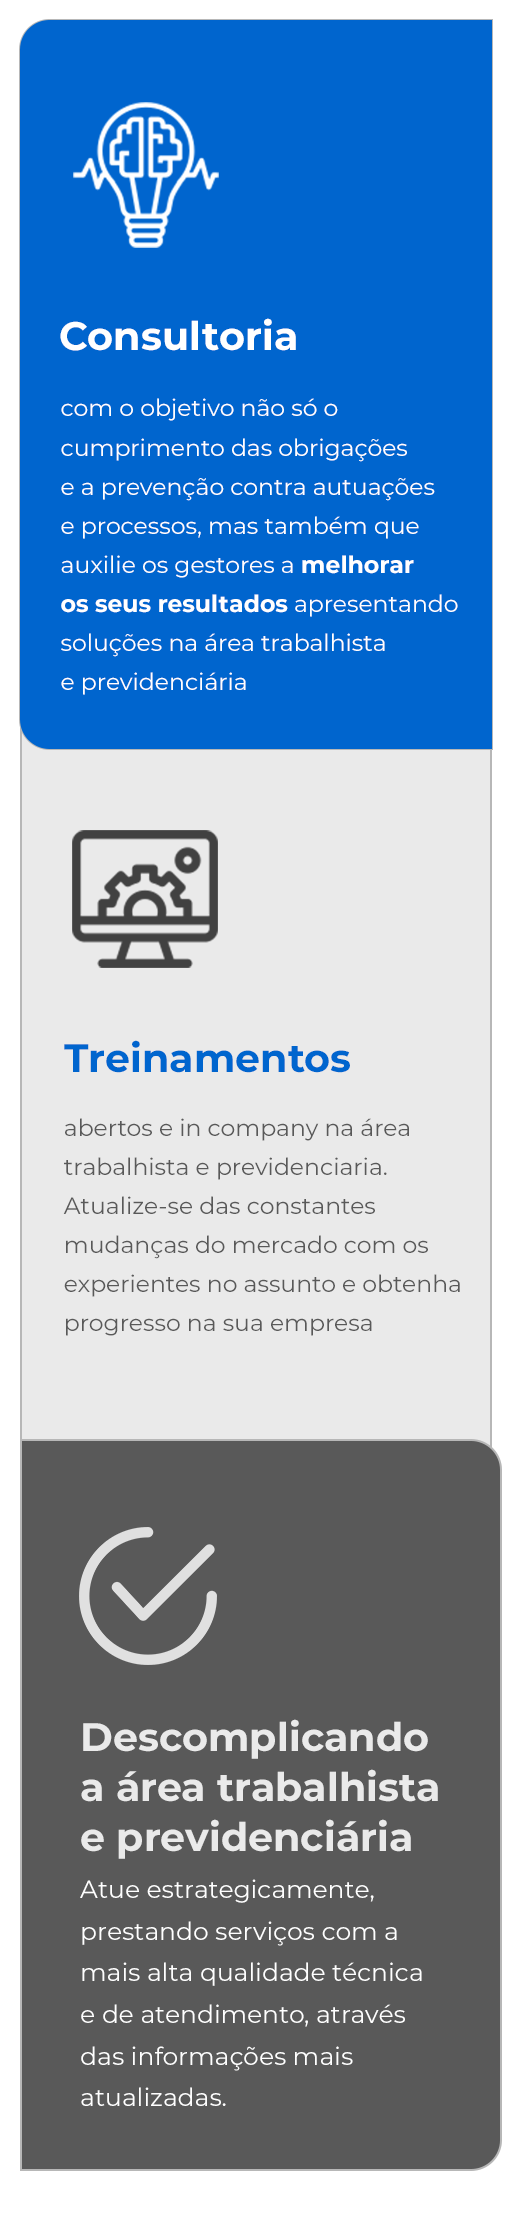 Consultoria
com o objetivo não só o
cumprimento das obrigações
e a prevenção contra autuações
e processos, mas também que
auxilie os gestores a melhorar
os seus resultados apresentando
soluções na área trabalhista
e previdenciária
Treinamentos
abertos e in company na área
trabalhista e previdenciaria.
Atualize-se das constantes
mudanças do mercado com os
experientes no assunto e obtenha
progresso na sua empresa
Descomplicando
a área trabalhista
e previdenciária
Atue estrategicamente,
prestando serviços com a
mais alta qualidade técnica
e de atendimento, através
das informações mais
atualizadas.